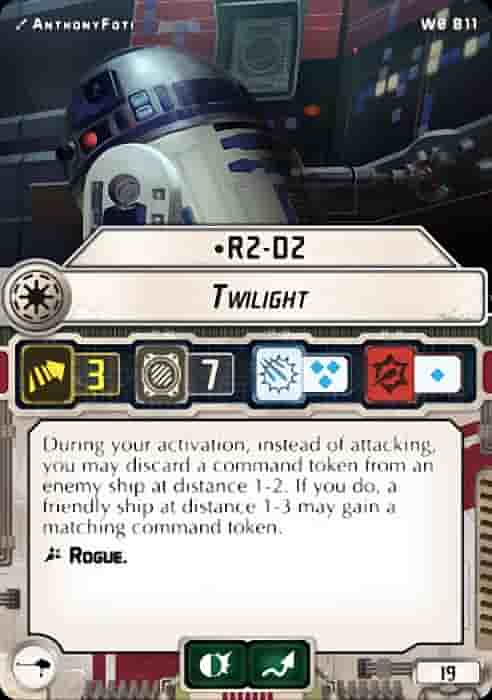 ANTHONYFOTI
W8 B11
•R2-D2
TWILIGHT
3
7
During your activation, instead of attacking,
you may discard a command token from an
enemy ship at distance 1-2. If you do, a
friendly ship at distance 1-3 may gain a
matching command token.
ROGUE.
19